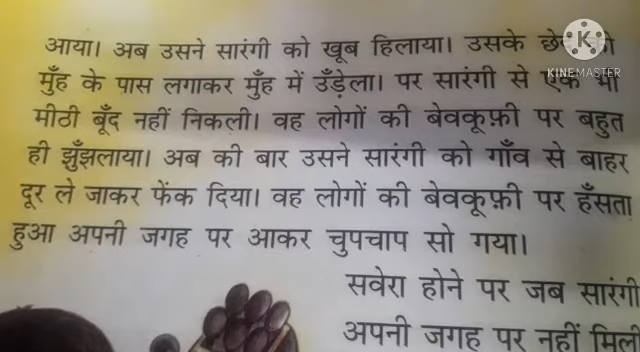 आया। अब उसने सारंगी को खूब हिलाया। उसके
KINEMASTER
मुँह के पास लगाकर मुँह में उँड़ेला। पर सारंगी से एक भी
मीठी बूँद नहीं निकली। वह लोगों की बेवकूफ़ी पर बहुत
ही झुँझलाया। अब की बार उसने सारंगी को गाँव से बाहर
दूर ले जाकर फेंक दिया। वह लोगों की बेवकूफ़ी पर हँसता
हुआ अपनी जगह पर आकर चुपचाप सो गया।
सवेरा होने पर जब सारंगी
अपनी जगह पर नहीं मिली